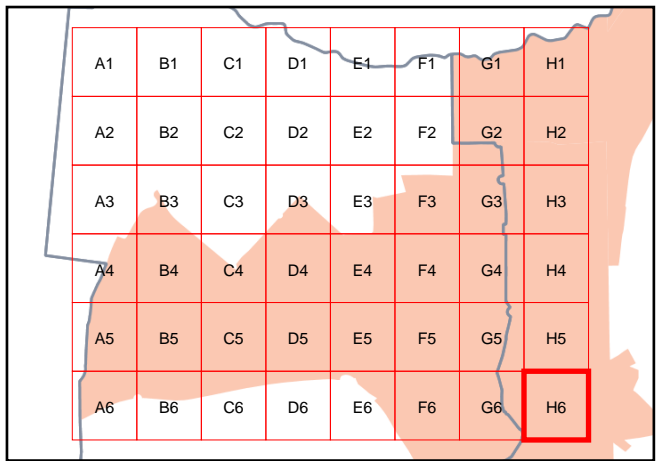 A1 B1 C1 D1 E1 F1 G1 H1
A2 B2 C2 D2 E2 F2 G2 H2
A3 B3 C3 D3 E3 F3 G3 H3
A4 B4 C4 D4 E4 F4 G4 H4
A5 B5 C5 D5 E5 F5 G5 H5
A6 B6 C6 D6 E6 F6 G6 H6